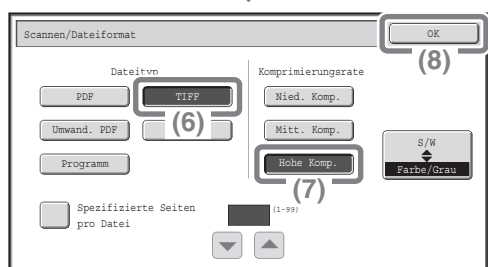 Scannen/Dateiformat
OK
(8)
Dateityp
Komprimierungsrate
PDF
TIFF
(6)
Nied. Komp.
Umwand. PDF
Mitt. Komp.
S/W
Farbe/Grau
Programm
Hohe Komp.
(7)
Spezifizierte Seiten
pro Datei
(1-99)